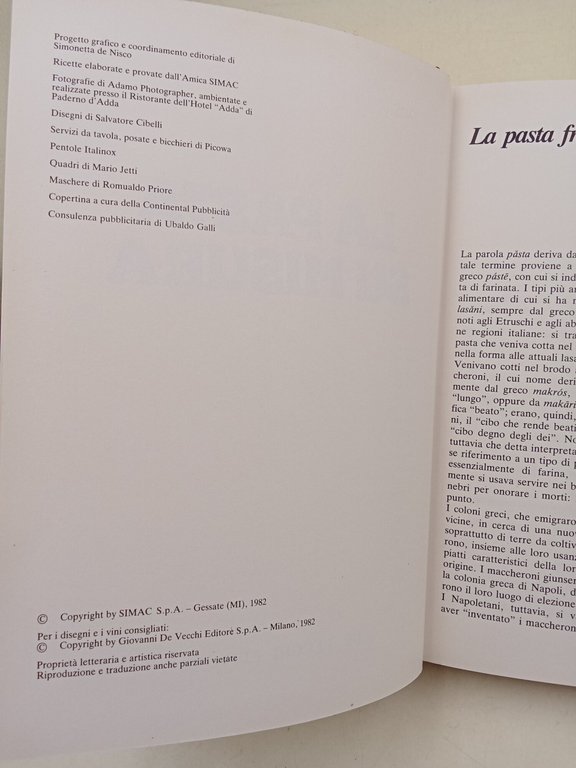 Progetto grafico e coordinamento editoriale di
Simonetta de Nisco
Ricette elaborate e provate dall'Amica SIMAC
Fotografie di Adamo Photographer, ambientate e
realizzate presso il Ristorante dell'Hotel "Adda" di
Paderno d'Adda
Disegni di Salvatore Cibelli
Servizi da tavola, posate e bicchieri di Picowa
Pentole Italinox
Quadri di Mario Jetti
Maschere di Romualdo Priore
Copertina a cura della Continental Pubblicità
Consulenza pubblicitaria di Ubaldo Galli
© Copyright by SIMAC S.p.A. – Gessate (MI), 1982
Per i disegni e i vini consigliati:
© Copyright by Giovanni De Vecchi Editore S.p.A – Milano, 1982
Proprietà letteraria e artistica riservata
Riproduzione e traduzione anche parziali vietate
La pasta fr
La parola pasta deriva da
tale termine proviene a
greco pástē, con cui si ind
ta di farinata. I tipi più an
alimentare di cui si ha n
lasáni, sempre dal greco
noti agli Etruschi e agli ab
ne regioni italiane: si tra
pasta che veniva cotta nel
nella forma alle attuali lasa
Venivano cotti nel brodo
cheroni, il cui nome deri
mente dal greco makrós,
"lungo", oppure da makári
fica "beato"; erano, quindi,
ni, il "cibo che rende beati
"cibo degno degli dei". No
tuttavia che detta interpreta
se riferimento a un tipo di p
essenzialmente di farina,
mente si usava servire nei b
nebri per onorare i morti:
punto.
I coloni greci, che emigraro
vicine, in cerca di una nuov
soprattutto di terre da coltiv
rono, insieme alle loro usanz
piatti caratteristici della lor
origine. I maccheroni giunser
la colonia greca di Napoli, d
rono il loro luogo di elezione
I Napoletani, tuttavia, si v
aver "inventato" i maccheron